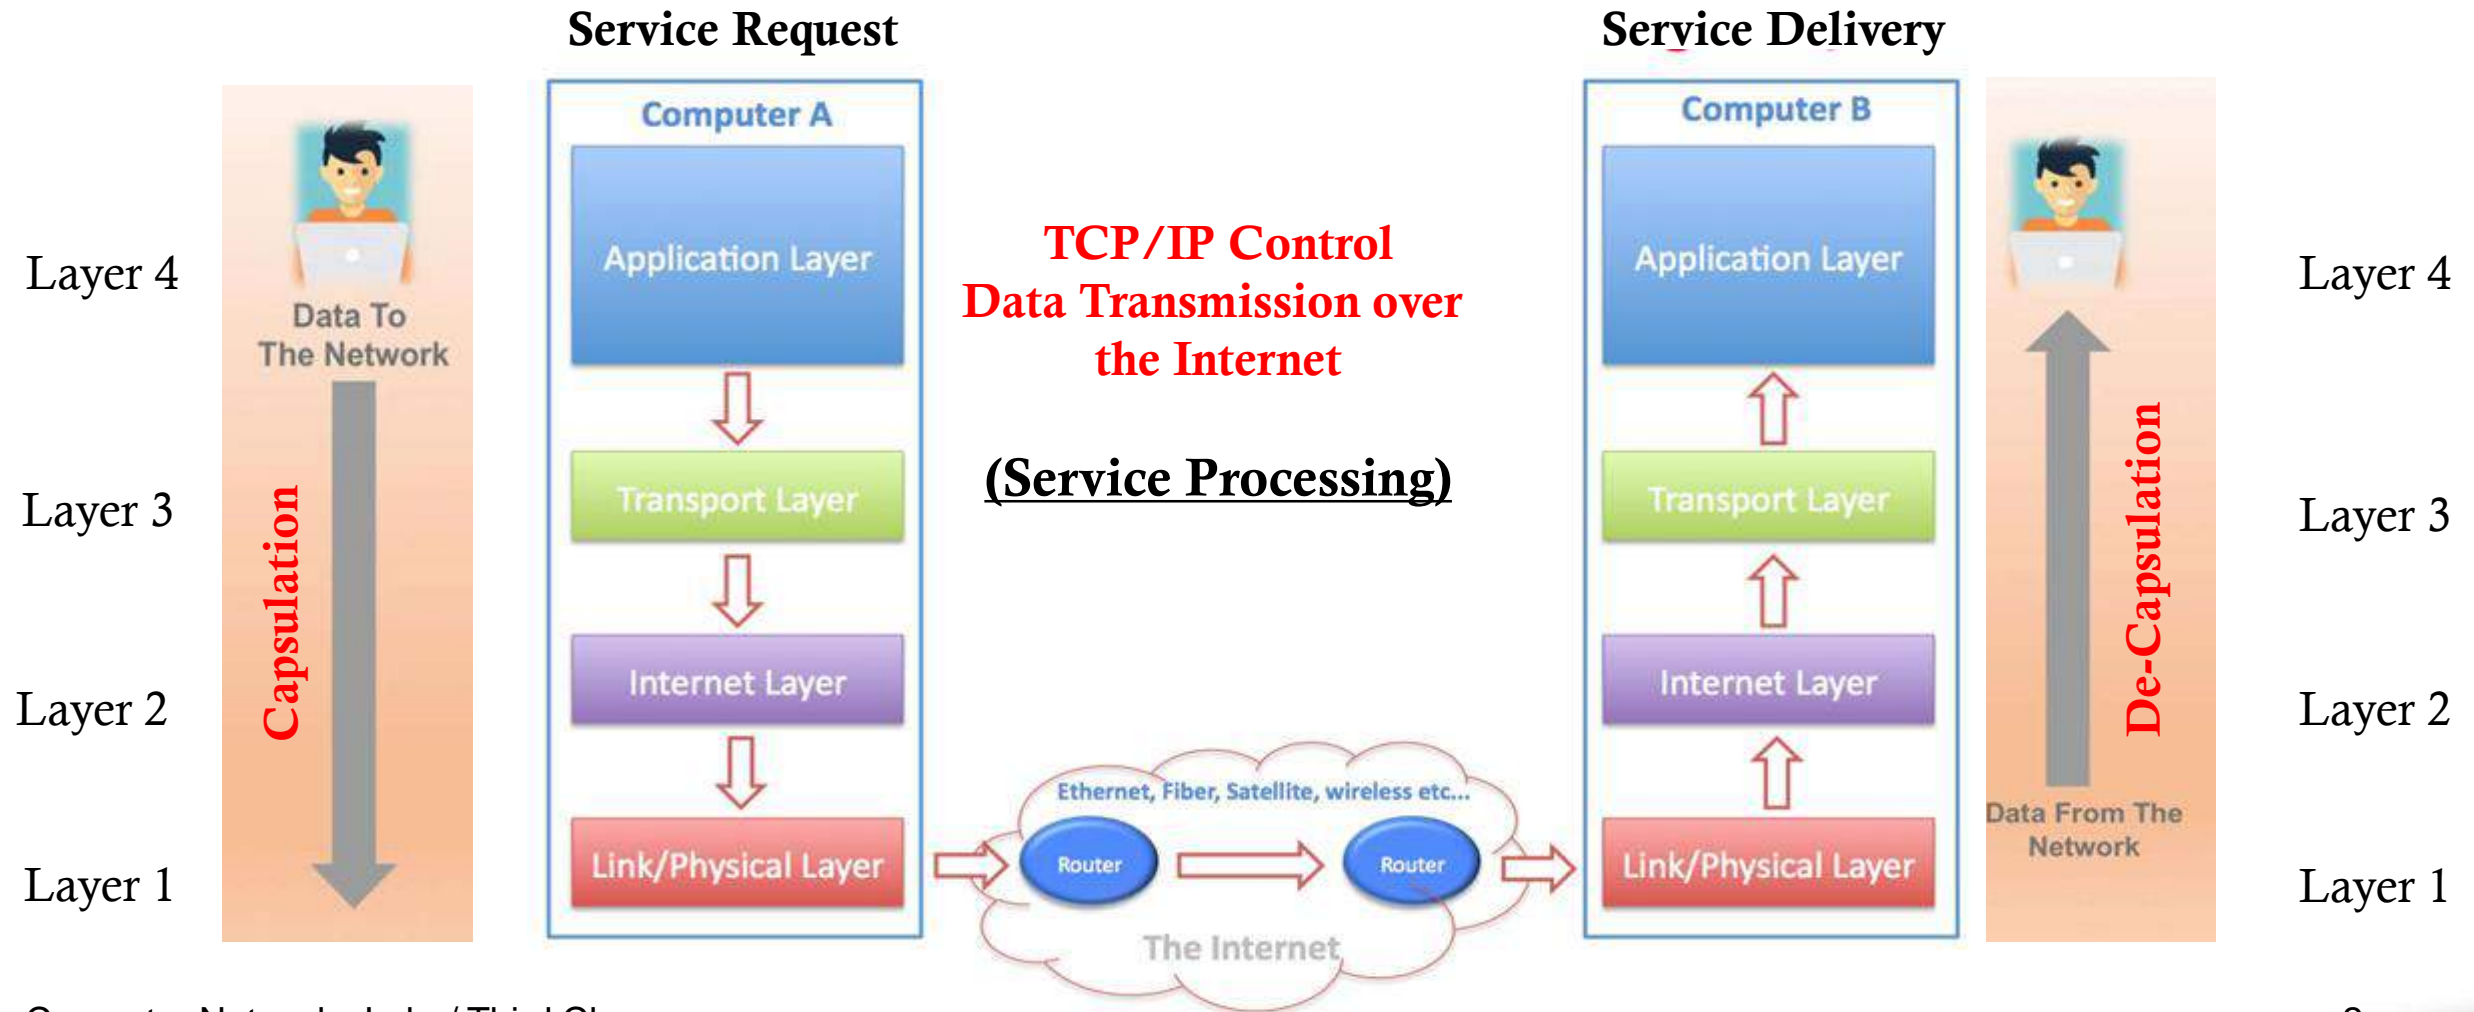 Service Request
Service Delivery
Computer A
Computer B
Application Layer
Application Layer
Layer 4
Data To
The Network
TCP/IP Control
Data Transmission over
the Internet
Layer 4
(Service Processing)
Transport Layer
Transport Layer
Layer 3
Layer 3
Capsulation
De-Capsulation
Internet Layer
Internet Layer
Layer 2
Layer 2
Ethernet, Fiber, Satellite, wireless etc...
Data From The
Network
Link/Physical Layer
Router
Router
Link/Physical Layer
Layer 1
Layer 1
The Internet